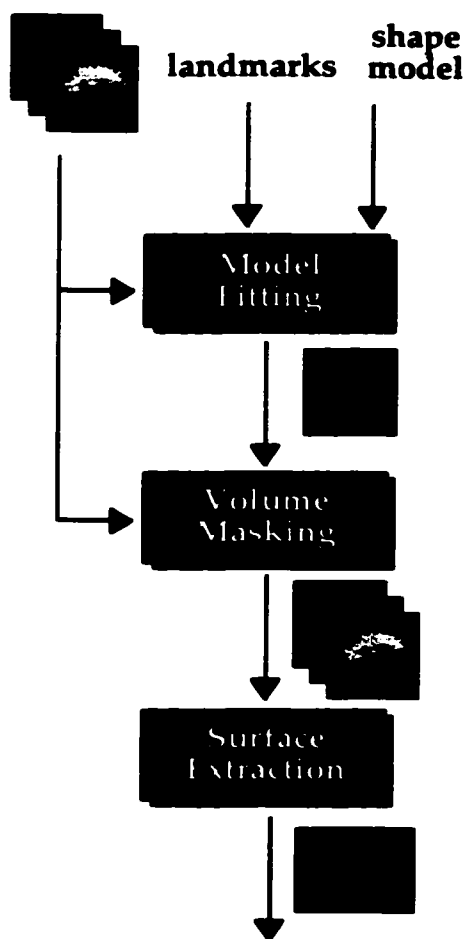 landmarks
shape
model
Model
Fitting
Volume
Masking
Surface
Extraction